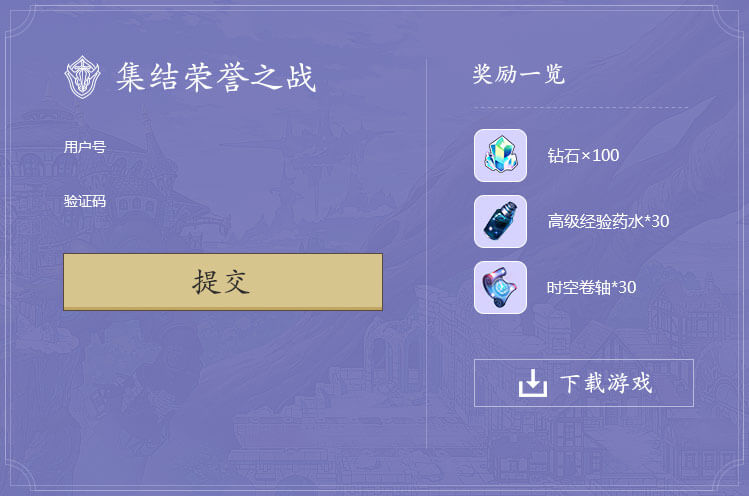 集结荣誉之战
用户号
验证码
提交
奖励一览
钻石×100
高级经验药水*30
时空卷轴*30
下载游戏